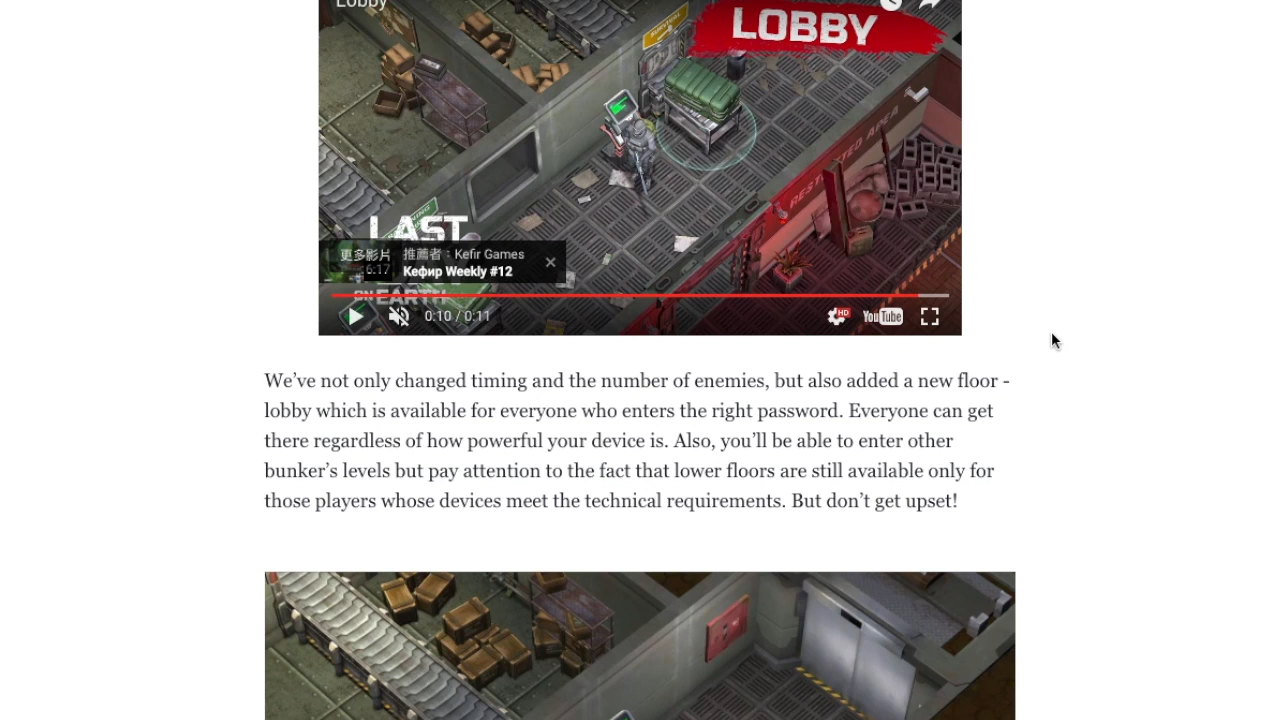 Lobby
LOBBY
RESTRICTED AREA
LAST
更多影片
推薦者：Kefir Games
6:17
Кефир Weekly #12
ON EARTH
0:10 / 0:11
HD
YouTube
We’ve not only changed timing and the number of enemies, but also added a new floor -
lobby which is available for everyone who enters the right password. Everyone can get
there regardless of how powerful your device is. Also, you’ll be able to enter other
bunker’s levels but pay attention to the fact that lower floors are still available only for
those players whose devices meet the technical requirements. But don’t get upset!